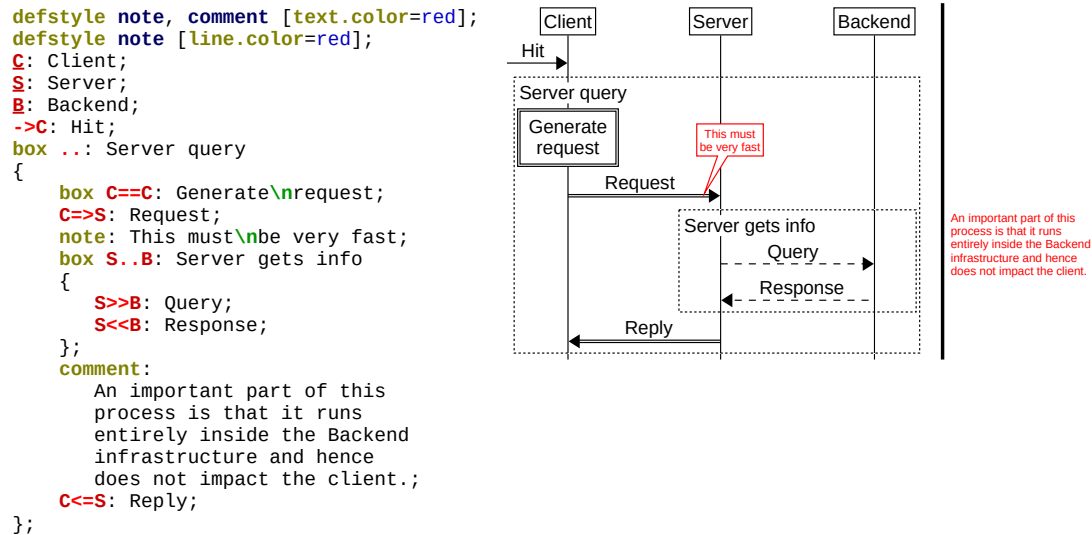 defstyle note, comment [text.color=red];
defstyle note [line.color=red];
C: Client;
S: Server;
B: Backend;
->C: Hit;
box ..: Server query
{
    box C==C: Generate\nrequest;
    C=>S: Request;
    note: This must\nbe very fast;
    box S..B: Server gets info
    {
       S>>B: Query;
       S<<B: Response;
    };
    comment:
       An important part of this
       process is that it runs
       entirely inside the Backend
       infrastructure and hence
       does not impact the client.;
    C<=S: Reply;
};
Client
Server
Backend
Hit
Server query
Generate
request
This must
be very fast
Request
Server gets info
Query
Response
Reply
An important part of this
process is that it runs
entirely inside the Backend
infrastructure and hence
does not impact the client.